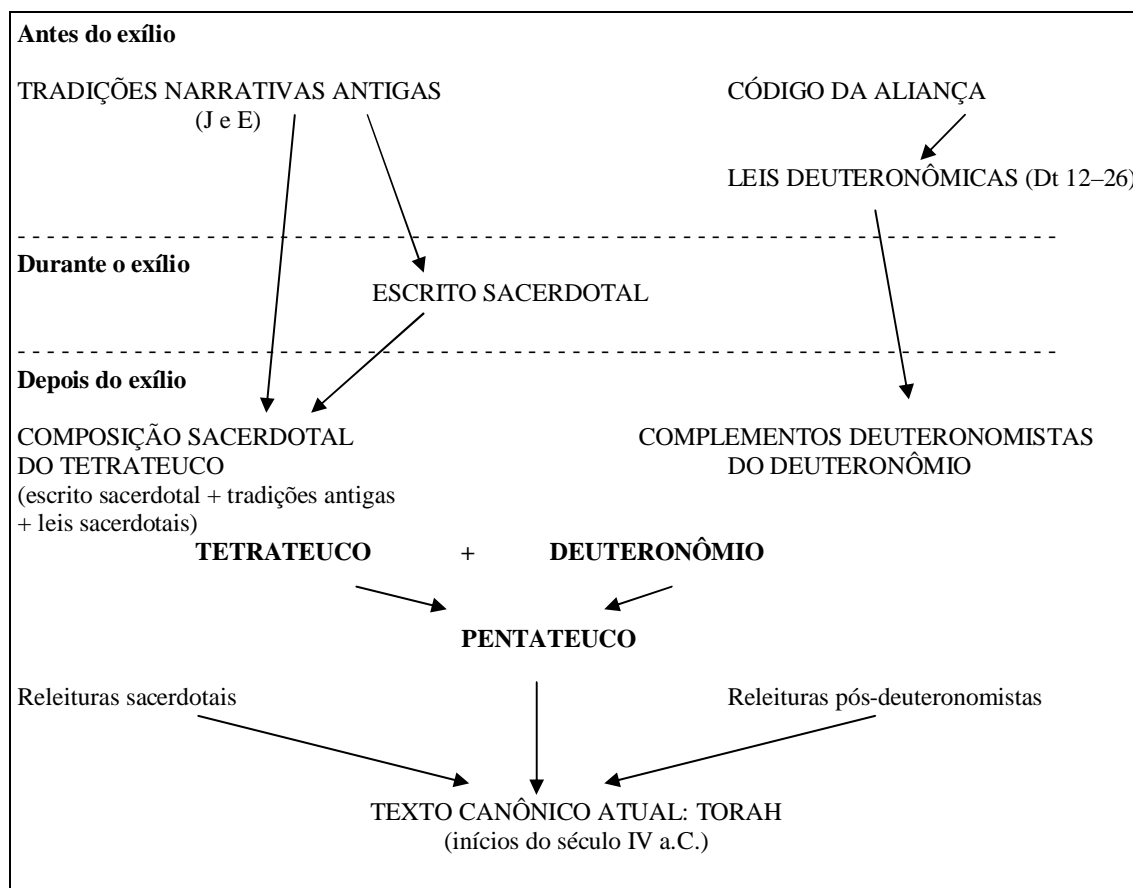 Antes do exílio
TRADIÇÕES NARRATIVAS ANTIGAS
(J e E)
CÓDIGO DA ALIANÇA
LEIS DEUTERONÔMICAS (Dt 12–26)
Durante o exílio
ESCRITO SACERDOTAL
Depois do exílio
COMPOSIÇÃO SACERDOTAL
DO TETRATEUCO
(escrito sacerdotal + tradições antigas
+ leis sacerdotais)
COMPLEMENTOS DEUTERONOMISTAS
DO DEUTERONÔMIO
TETRATEUCO + DEUTERONÔMIO
PENTATEUCO
Releituras sacerdotais
Releituras pós-deuteronomistas
TEXTO CANÔNICO ATUAL: TORAH
(inícios do século IV a.C.)